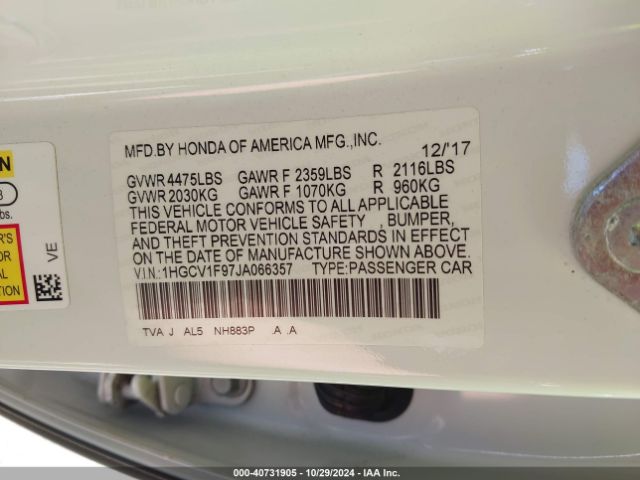 MFD.BY HONDA OF AMERICA MFG.,INC. 12/'17
GVWR 4475LBS GAWR F 2359LBS R 2116LBS
GVWR 2030KG GAWR F 1070KG R 960KG
THIS VEHICLE CONFORMS TO ALL APPLICABLE
FEDERAL MOTOR VEHICLE SAFETY , BUMPER,
AND THEFT PREVENTION STANDARDS IN EFFECT
ON THE DATE OF MANUFACTURE SHOWN ABOVE.
V.I.N.:1HGCV1F97JA066357 TYPE:PASSENGER CAR
TVA J AL5 NH883P .A .A
N
bs.
R'S
OR
AL
VE
000-40731905 - 10/29/2024 - IAA Inc.